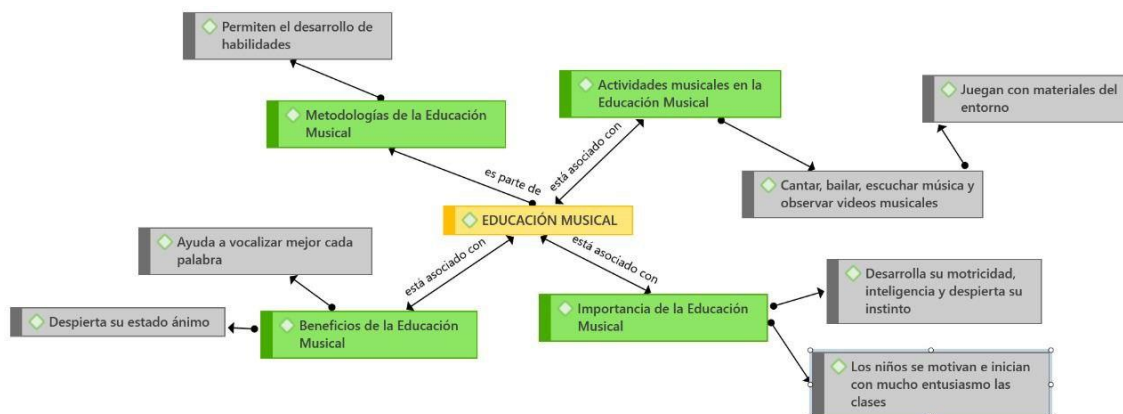 Permiten el desarrollo de
habilidades
Metodologías de la Educación
Musical
Actividades musicales en la
Educación Musical
Juegan con materiales del
entorno
Cantar, bailar, escuchar música y
observar videos musicales
es parte de
está asociado con
EDUCACIÓN MUSICAL
está asociado con
está asociado con
Ayuda a vocalizar mejor cada
palabra
Despierta su estado ánimo
Beneficios de la Educación
Musical
Importancia de la Educación
Musical
Desarrolla su motricidad,
inteligencia y despierta su
instinto
Los niños se motivan e inician
con mucho entusiasmo las
clases